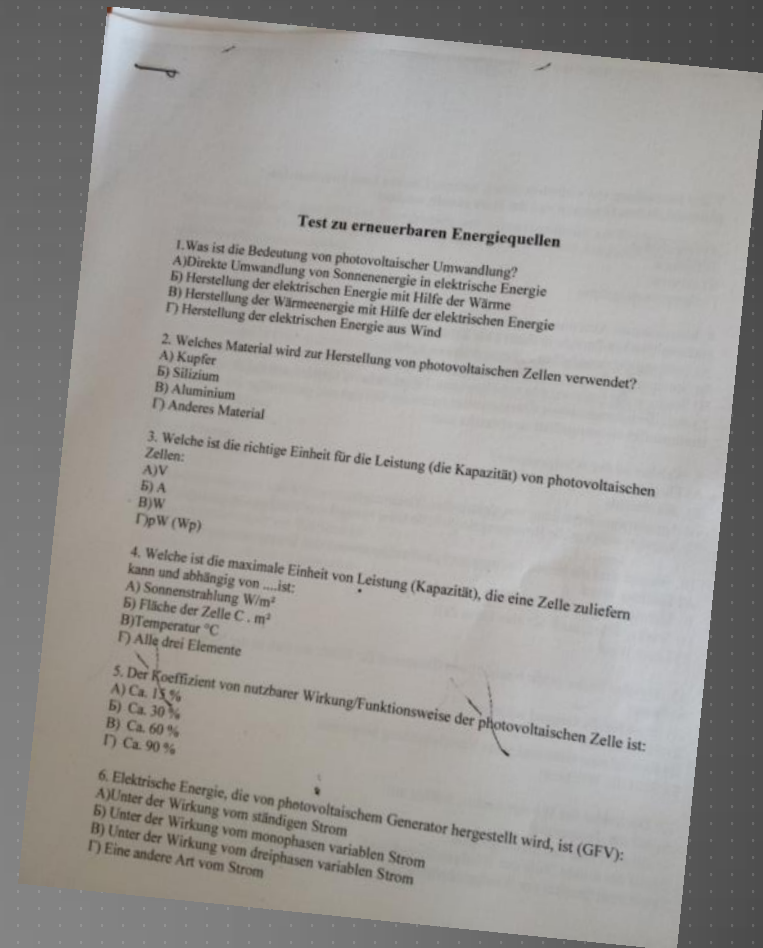 Test zu erneuerbaren Energiequellen
1.Was ist die Bedeutung von photovoltaischer Umwandlung?
А)Direkte Umwandlung von Sonnenenergie in elektrische Energie
Б) Herstellung der elektrischen Energie mit Hilfe der Wärme
В) Herstellung der Wärmeenergie mit Hilfe der elektrischen Energie
Г) Herstellung der elektrischen Energie aus Wind
2. Welches Material wird zur Herstellung von photovoltaischen Zellen verwendet?
А) Kupfer
Б) Silizium
В) Aluminium
Г) Anderes Material
3. Welche ist die richtige Einheit für die Leistung (die Kapazität) von photovoltaischen
Zellen:
А)V
Б) A
В)W
Г)pW (Wp)
4. Welche ist die maximale Einheit von Leistung (Kapazität), die eine Zelle zuliefern
kann und abhängig von ....ist:
А) Sonnenstrahlung W/m²
Б) Fläche der Zelle C . m²
В)Temperatur °C
Г) Alle drei Elemente
5. Der Koeffizient von nutzbarer Wirkung/Funktionsweise der photovoltaischen Zelle ist:
А) Ca. 15 %
Б) Ca. 30 %
В) Ca. 60 %
Г) Ca. 90 %
6. Elektrische Energie, die von photovoltaischem Generator hergestellt wird, ist (GFV):
А)Unter der Wirkung vom ständigen Strom
Б) Unter der Wirkung vom monophasen variablen Strom
В) Unter der Wirkung vom dreiphasen variablen Strom
Г) Eine andere Art vom Strom